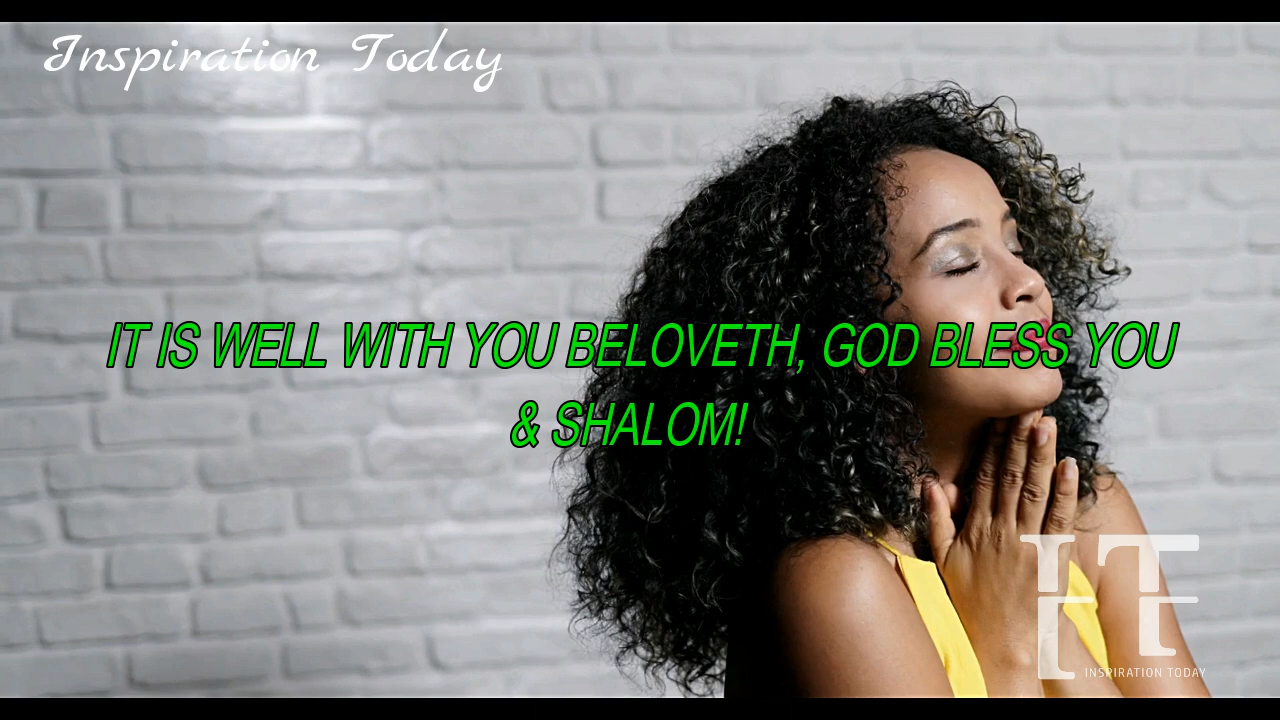 Inspiration Today
IT IS WELL WITH YOU BELOVETH, GOD BLESS YOU
& SHALOM!
IT
INSPIRATION TODAY